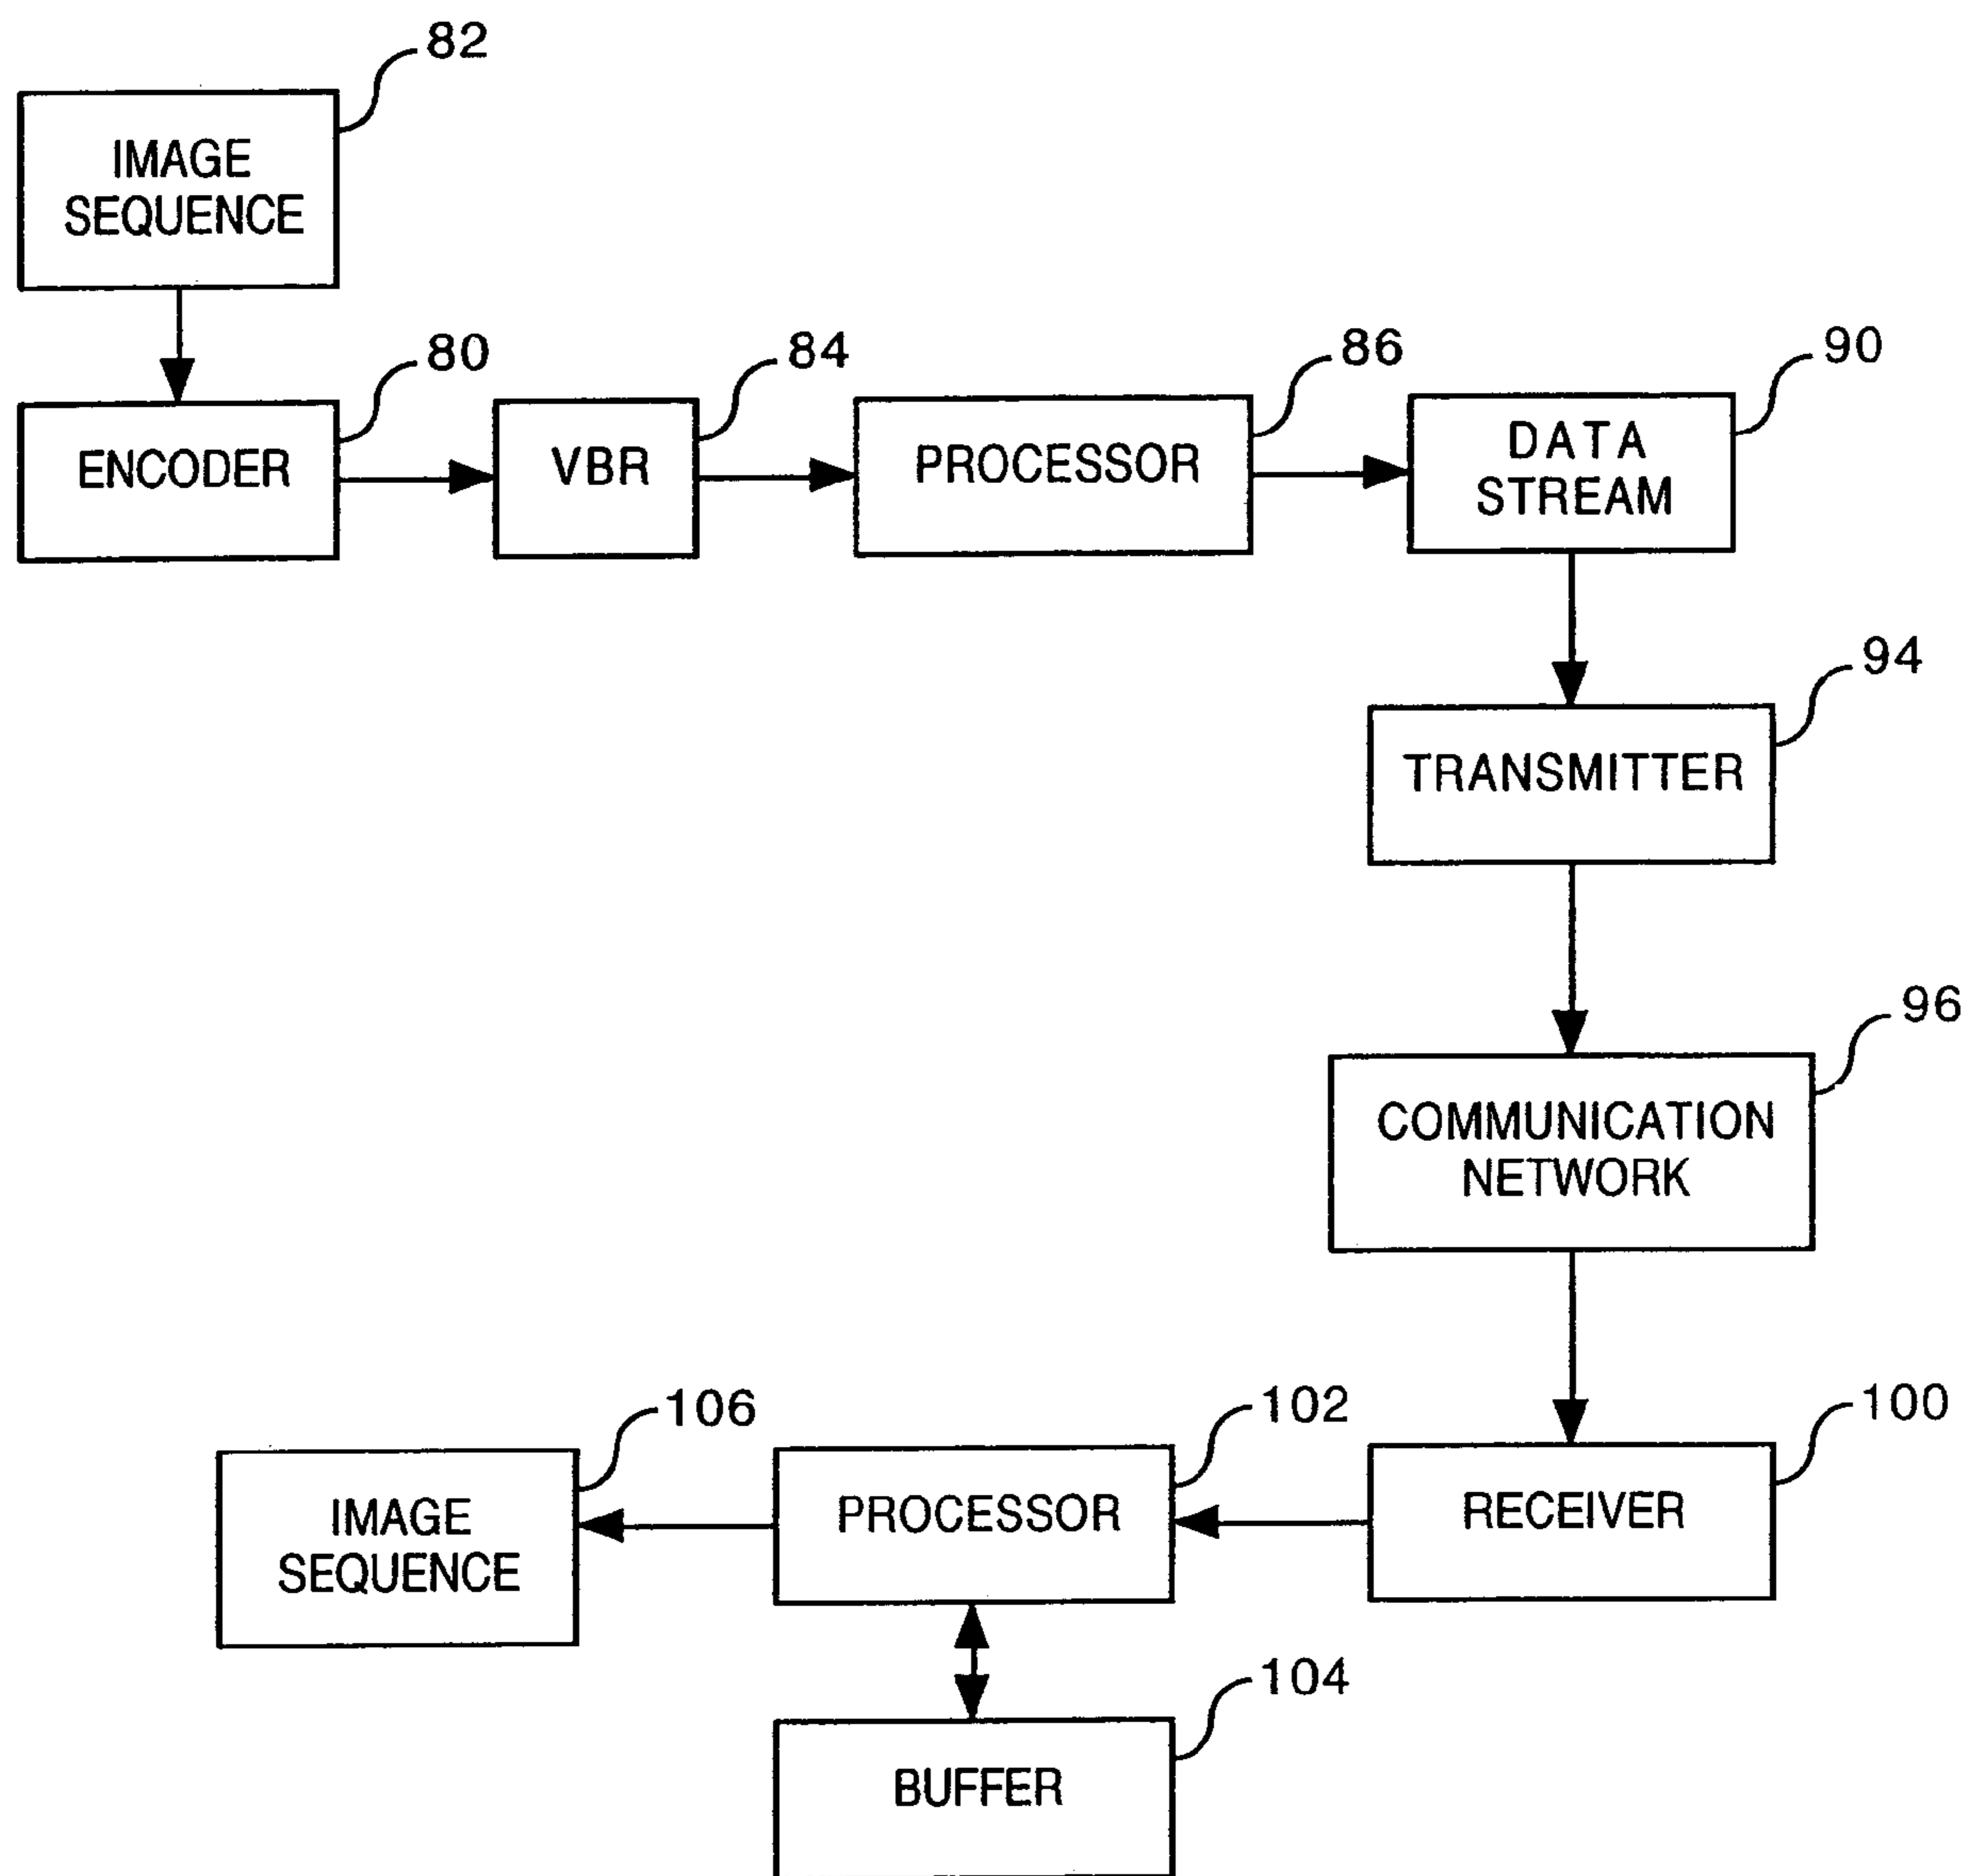 82
IMAGE
SEQUENCE
80
84
86
90
ENCODER
VBR
PROCESSOR
DATA
STREAM
94
TRANSMITTER
96
COMMUNICATION
NETWORK
106
102
100
IMAGE
SEQUENCE
PROCESSOR
RECEIVER
104
BUFFER